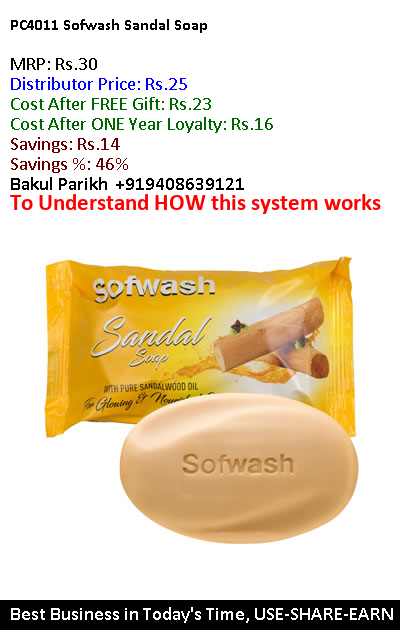 PC4011 Sofwash Sandal Soap
MRP: Rs.30
Distributor Price: Rs.25
Cost After FREE Gift: Rs.23
Cost After ONE Year Loyalty: Rs.16
Savings: Rs.14
Savings %: 46%
Bakul Parikh +919408639121
To Understand HOW this system works
Sofwash
Sandal
Soap
WITH PURE SANDALWOOD OIL
For Glowing &
Sofwash
Best Business in Today's Time, USE-SHARE-EARN